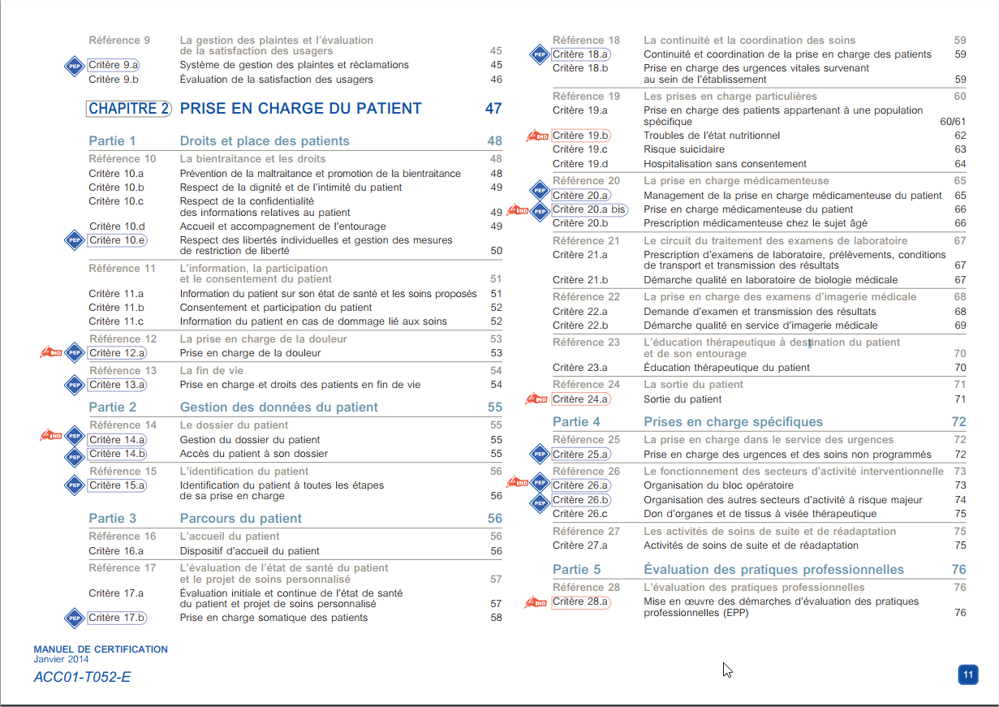 Référence 9 La gestion des plaintes et l’évaluation
de la satisfaction des usagers 45
PEP Critère 9.a Système de gestion des plaintes et réclamations 45
Critère 9.b Évaluation de la satisfaction des usagers 46
CHAPITRE 2 PRISE EN CHARGE DU PATIENT 47
Partie 1 Droits et place des patients 48
Référence 10 La bientraitance et les droits 48
Critère 10.a Prévention de la maltraitance et promotion de la bientraitance 48
Critère 10.b Respect de la dignité et de l’intimité du patient 49
Critère 10.c Respect de la confidentialité
des informations relatives au patient 49
Critère 10.d Accueil et accompagnement de l’entourage 49
PEP Critère 10.e Respect des libertés individuelles et gestion des mesures
de restriction de liberté 50
Référence 11 L’information, la participation
et le consentement du patient 51
Critère 11.a Information du patient sur son état de santé et les soins proposés 51
Critère 11.b Consentement et participation du patient 52
Critère 11.c Information du patient en cas de dommage lié aux soins 52
Référence 12 La prise en charge de la douleur 53
IND PEP Critère 12.a Prise en charge de la douleur 53
Référence 13 La fin de vie 54
PEP Critère 13.a Prise en charge et droits des patients en fin de vie 54
Partie 2 Gestion des données du patient 55
Référence 14 Le dossier du patient 55
IND PEP Critère 14.a Gestion du dossier du patient 55
PEP Critère 14.b Accès du patient à son dossier 55
Référence 15 L’identification du patient 56
PEP Critère 15.a Identification du patient à toutes les étapes
de sa prise en charge 56
Partie 3 Parcours du patient 56
Référence 16 L’accueil du patient 56
Critère 16.a Dispositif d’accueil du patient 56
Référence 17 L’évaluation de l’état de santé du patient
et le projet de soins personnalisé 57
Critère 17.a Évaluation initiale et continue de l’état de santé
du patient et projet de soins personnalisé 57
PEP Critère 17.b Prise en charge somatique des patients 58
Référence 18 La continuité et la coordination des soins 59
PEP Critère 18.a Continuité et coordination de la prise en charge des patients 59
Critère 18.b Prise en charge des urgences vitales survenant
au sein de l’établissement 59
Référence 19 Les prises en charge particulières 60
Critère 19.a Prise en charge des patients appartenant à une population
spécifique 60/61
IND Critère 19.b Troubles de l’état nutritionnel 62
Critère 19.c Risque suicidaire 63
Critère 19.d Hospitalisation sans consentement 64
Référence 20 La prise en charge médicamenteuse 65
PEP Critère 20.a Management de la prise en charge médicamenteuse du patient 65
IND PEP Critère 20.a bis Prise en charge médicamenteuse du patient 66
Critère 20.b Prescription médicamenteuse chez le sujet âgé 66
Référence 21 Le circuit du traitement des examens de laboratoire 67
Critère 21.a Prescription d’examens de laboratoire, prélèvements, conditions
de transport et transmission des résultats 67
Critère 21.b Démarche qualité en laboratoire de biologie médicale 67
Référence 22 La prise en charge des examens d’imagerie médicale 68
Critère 22.a Demande d’examen et transmission des résultats 68
Critère 22.b Démarche qualité en service d’imagerie médicale 69
Référence 23 L’éducation thérapeutique à destination du patient
et de son entourage 70
Critère 23.a Éducation thérapeutique du patient 70
Référence 24 La sortie du patient 71
IND Critère 24.a Sortie du patient 71
Partie 4 Prises en charge spécifiques 72
Référence 25 La prise en charge dans le service des urgences 72
PEP Critère 25.a Prise en charge des urgences et des soins non programmés 72
Référence 26 Le fonctionnement des secteurs d’activité interventionnelle 73
IND PEP Critère 26.a Organisation du bloc opératoire 73
PEP Critère 26.b Organisation des autres secteurs d’activité à risque majeur 74
Critère 26.c Don d’organes et de tissus à visée thérapeutique 75
Référence 27 Les activités de soins de suite et de réadaptation 75
Critère 27.a Activités de soins de suite et de réadaptation 75
Partie 5 Évaluation des pratiques professionnelles 76
Référence 28 L’évaluation des pratiques professionnelles 76
IND Critère 28.a Mise en œuvre des démarches d’évaluation des pratiques
professionnelles (EPP) 76
MANUEL DE CERTIFICATION
Janvier 2014
ACC01-T052-E
11